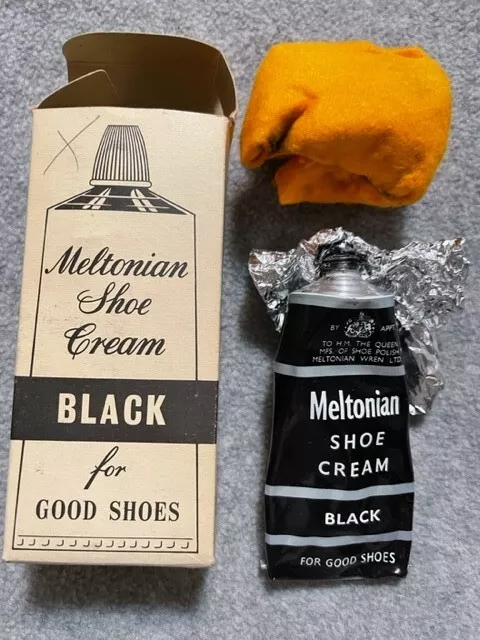 Meltonian
Shoe
Cream
BLACK
for
GOOD SHOES
BY APPT
TO H.M. THE QUEEN
MFS. OF SHOE POLISH
MELTONIAN WREN LTD
Meltonian
SHOE
CREAM
BLACK
FOR GOOD SHOES